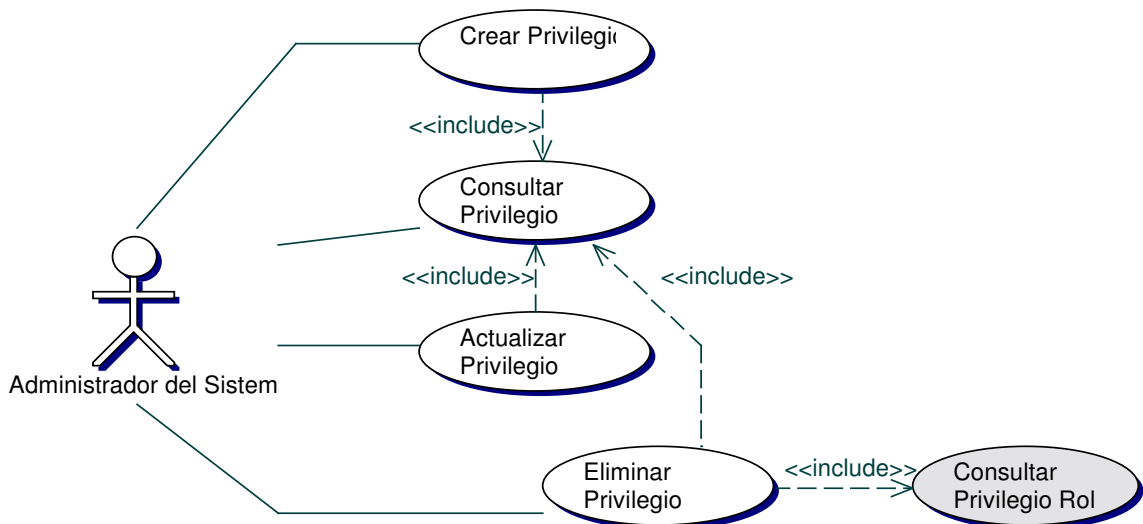 Crear Privilegio
<<include>>
Consultar
Privilegio
<<include>>
<<include>>
Actualizar
Privilegio
Administrador del Sistem
Eliminar
Privilegio
<<include>>
Consultar
Privilegio Rol